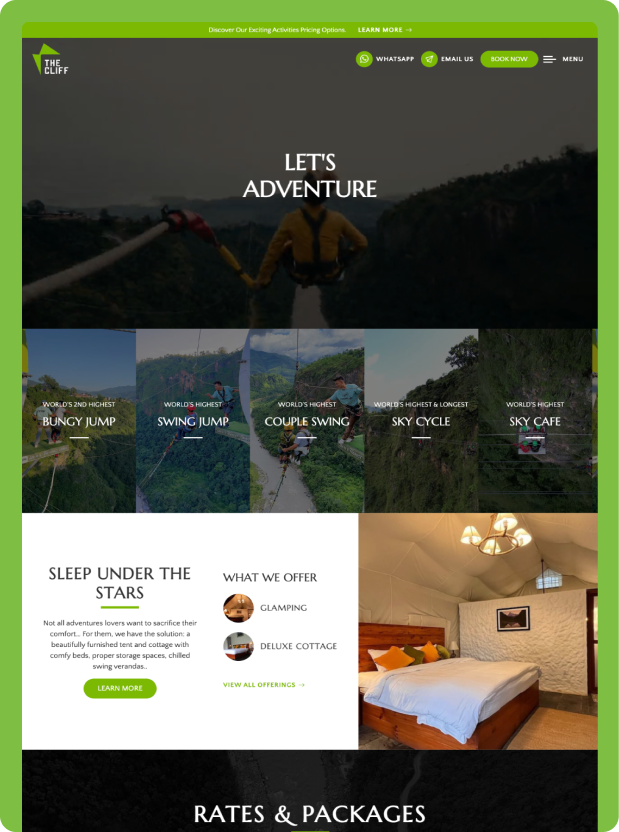 Discover Our Exciting Activities Pricing Options. LEARN MORE →
THE
CLIFF
WHATSAPP EMAIL US BOOK NOW MENU
LET'S
ADVENTURE
WORLD'S 2ND HIGHEST
BUNGY JUMP
WORLD'S HIGHEST
SWING JUMP
WORLD'S HIGHEST
COUPLE SWING
WORLD'S HIGHEST & LONGEST
SKY CYCLE
WORLD'S HIGHEST
SKY CAFE
SLEEP UNDER THE
STARS
Not all adventures lovers want to sacrifice their
comfort... For them, we have the solution: a
beautifully furnished tent and cottage with
comfy beds, proper storage spaces, chilled
swing verandas..
LEARN MORE
WHAT WE OFFER
GLAMPING
DELUXE COTTAGE
VIEW ALL OFFERINGS →
RATES & PACKAGES